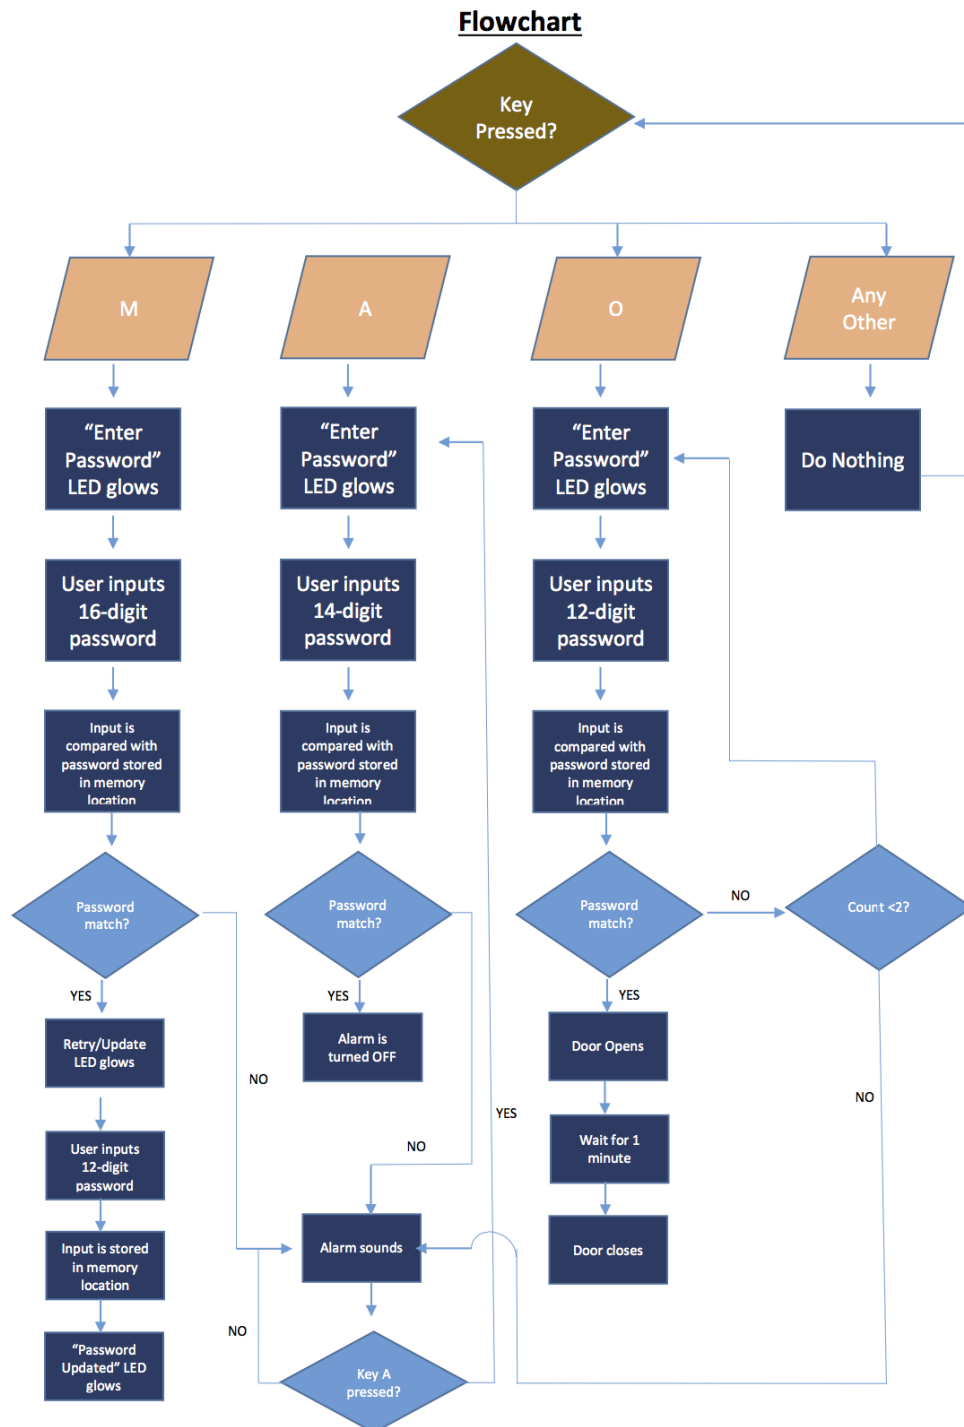 Flowchart
Key
Pressed?
M
A
O
Any
Other
“Enter
Password”
LED glows
“Enter
Password”
LED glows
“Enter
Password”
LED glows
Do Nothing
User inputs
16-digit
password
User inputs
14-digit
password
User inputs
12-digit
password
Input is
compared with
password stored
in memory
location
Input is
compared with
password stored
in memory
location
Input is
compared with
password stored
in memory
location
Password
match?
Password
match?
Password
match?
NO
Count <2?
YES
YES
YES
Retry/Update
LED glows
Alarm is
turned OFF
Door Opens
NO
YES
NO
NO
User inputs
12-digit
password
Wait for 1
minute
Input is stored
in memory
location
Alarm sounds
Door closes
NO
“Password
Updated” LED
glows
Key A
pressed?